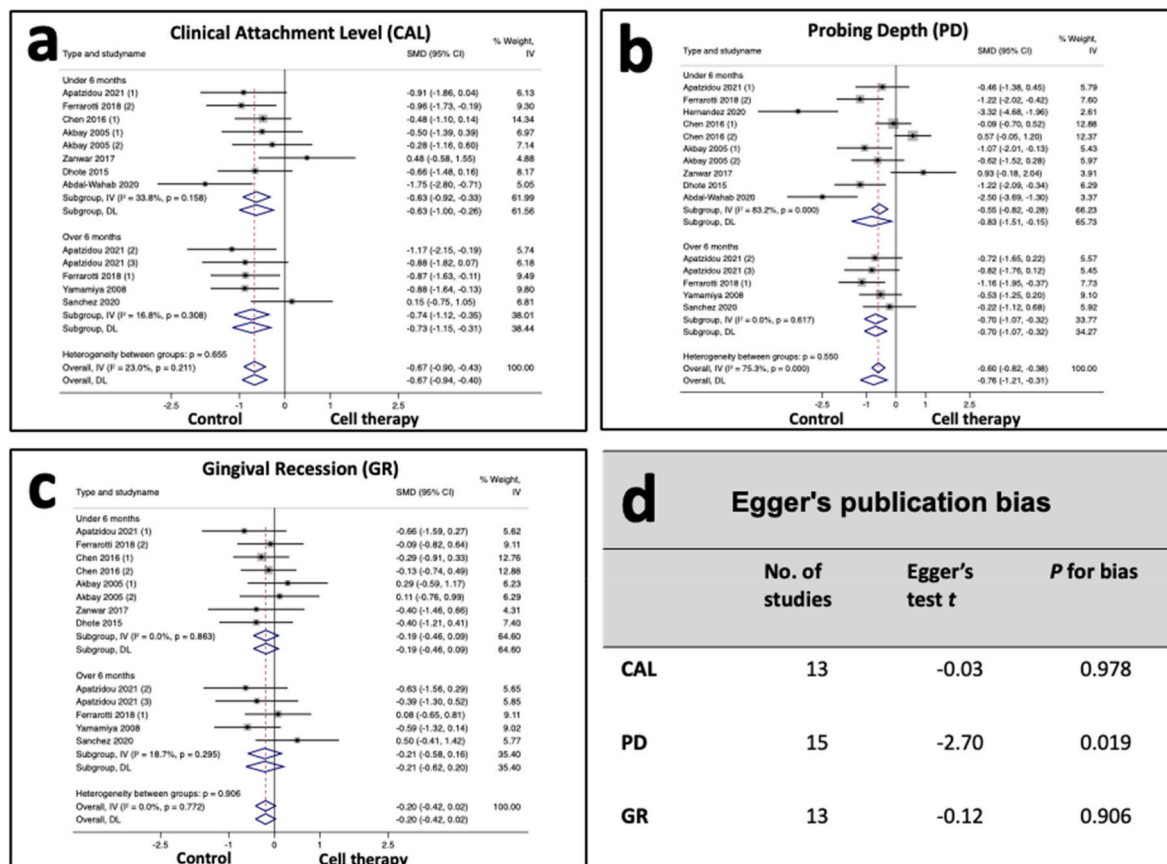 a
Clinical Attachment Level (CAL)
Type and studyname SMD (95% CI) % Weight, IV
Under 6 months
Apatzidou 2021 (1) -0.91 (-1.86, 0.04) 6.13
Ferrarotti 2018 (2) -0.96 (-1.73, -0.19) 9.30
Chen 2016 (1) -0.48 (-1.10, 0.14) 14.34
Akbay 2005 (1) -0.50 (-1.39, 0.39) 6.97
Akbay 2005 (2) -0.28 (-1.16, 0.60) 7.14
Zanwar 2017 0.48 (-0.58, 1.55) 4.88
Dhote 2015 -0.66 (-1.48, 0.16) 8.17
Abdal-Wahab 2020 -1.75 (-2.80, -0.71) 5.05
Subgroup, IV (I² = 33.8%, p = 0.158) -0.63 (-0.92, -0.33) 61.99
Subgroup, DL -0.63 (-1.00, -0.26) 61.56
Over 6 months
Apatzidou 2021 (2) -1.17 (-2.15, -0.19) 5.74
Apatzidou 2021 (3) -0.88 (-1.82, 0.07) 6.18
Ferrarotti 2018 (1) -0.87 (-1.63, -0.11) 9.49
Yamamiya 2008 -0.88 (-1.64, -0.13) 9.80
Sanchez 2020 0.15 (-0.75, 1.05) 6.81
Subgroup, IV (I² = 16.8%, p = 0.308) -0.74 (-1.12, -0.35) 38.01
Subgroup, DL -0.73 (-1.15, -0.31) 38.44
Heterogeneity between groups: p = 0.655
Overall, IV (I² = 23.0%, p = 0.211) -0.67 (-0.90, -0.43) 100.00
Overall, DL -0.67 (-0.94, -0.40)
-2.5 -1 0 1 2.5
Control Cell therapy
b
Probing Depth (PD)
Type and studyname SMD (95% CI) % Weight, IV
Under 6 months
Apatzidou 2021 (1) -0.46 (-1.38, 0.45) 5.79
Ferrarotti 2018 (2) -1.22 (-2.02, -0.42) 7.60
Hernandez 2020 -3.32 (-4.68, -1.96) 2.61
Chen 2016 (1) -0.09 (-0.70, 0.52) 12.88
Chen 2016 (2) 0.57 (-0.05, 1.20) 12.37
Akbay 2005 (1) -1.07 (-2.01, -0.13) 5.43
Akbay 2005 (2) -0.62 (-1.52, 0.28) 5.97
Zanwar 2017 0.93 (-0.18, 2.04) 3.91
Dhote 2015 -1.22 (-2.09, -0.34) 6.29
Abdal-Wahab 2020 -2.50 (-3.69, -1.30) 3.37
Subgroup, IV (I² = 83.2%, p = 0.000) -0.55 (-0.82, -0.28) 66.23
Subgroup, DL -0.83 (-1.51, -0.15) 65.73
Over 6 months
Apatzidou 2021 (2) -0.72 (-1.65, 0.22) 5.57
Apatzidou 2021 (3) -0.82 (-1.76, 0.12) 5.45
Ferrarotti 2018 (1) -1.16 (-1.95, -0.37) 7.73
Yamamiya 2008 -0.53 (-1.25, 0.20) 9.10
Sanchez 2020 -0.22 (-1.12, 0.68) 5.92
Subgroup, IV (I² = 0.0%, p = 0.617) -0.70 (-1.07, -0.32) 33.77
Subgroup, DL -0.70 (-1.07, -0.32) 34.27
Heterogeneity between groups: p = 0.550
Overall, IV (I² = 75.3%, p = 0.000) -0.60 (-0.82, -0.38) 100.00
Overall, DL -0.76 (-1.21, -0.31)
-2.5 -1 0 1 2.5
Control Cell therapy
c
Gingival Recession (GR)
Type and studyname SMD (95% CI) % Weight, IV
Under 6 months
Apatzidou 2021 (1) -0.66 (-1.59, 0.27) 5.62
Ferrarotti 2018 (2) -0.09 (-0.82, 0.64) 9.11
Chen 2016 (1) -0.29 (-0.91, 0.33) 12.76
Chen 2016 (2) -0.13 (-0.74, 0.49) 12.88
Akbay 2005 (1) 0.29 (-0.59, 1.17) 6.23
Akbay 2005 (2) 0.11 (-0.76, 0.99) 6.29
Zanwar 2017 -0.40 (-1.46, 0.66) 4.31
Dhote 2015 -0.40 (-1.21, 0.41) 7.40
Subgroup, IV (I² = 0.0%, p = 0.863) -0.19 (-0.46, 0.09) 64.60
Subgroup, DL -0.19 (-0.46, 0.09) 64.60
Over 6 months
Apatzidou 2021 (2) -0.63 (-1.56, 0.29) 5.65
Apatzidou 2021 (3) -0.39 (-1.30, 0.52) 5.85
Ferrarotti 2018 (1) 0.08 (-0.65, 0.81) 9.11
Yamamiya 2008 -0.59 (-1.32, 0.14) 9.02
Sanchez 2020 0.50 (-0.41, 1.42) 5.77
Subgroup, IV (I² = 18.7%, p = 0.295) -0.21 (-0.58, 0.16) 35.40
Subgroup, DL -0.21 (-0.62, 0.20) 35.40
Heterogeneity between groups: p = 0.906
Overall, IV (I² = 0.0%, p = 0.772) -0.20 (-0.42, 0.02) 100.00
Overall, DL -0.20 (-0.42, 0.02)
-2.5 -1 0 1 2.5
Control Cell therapy
d
Egger's publication bias
No. of studies Egger's test t P for bias
CAL 13 -0.03 0.978
PD 15 -2.70 0.019
GR 13 -0.12 0.906